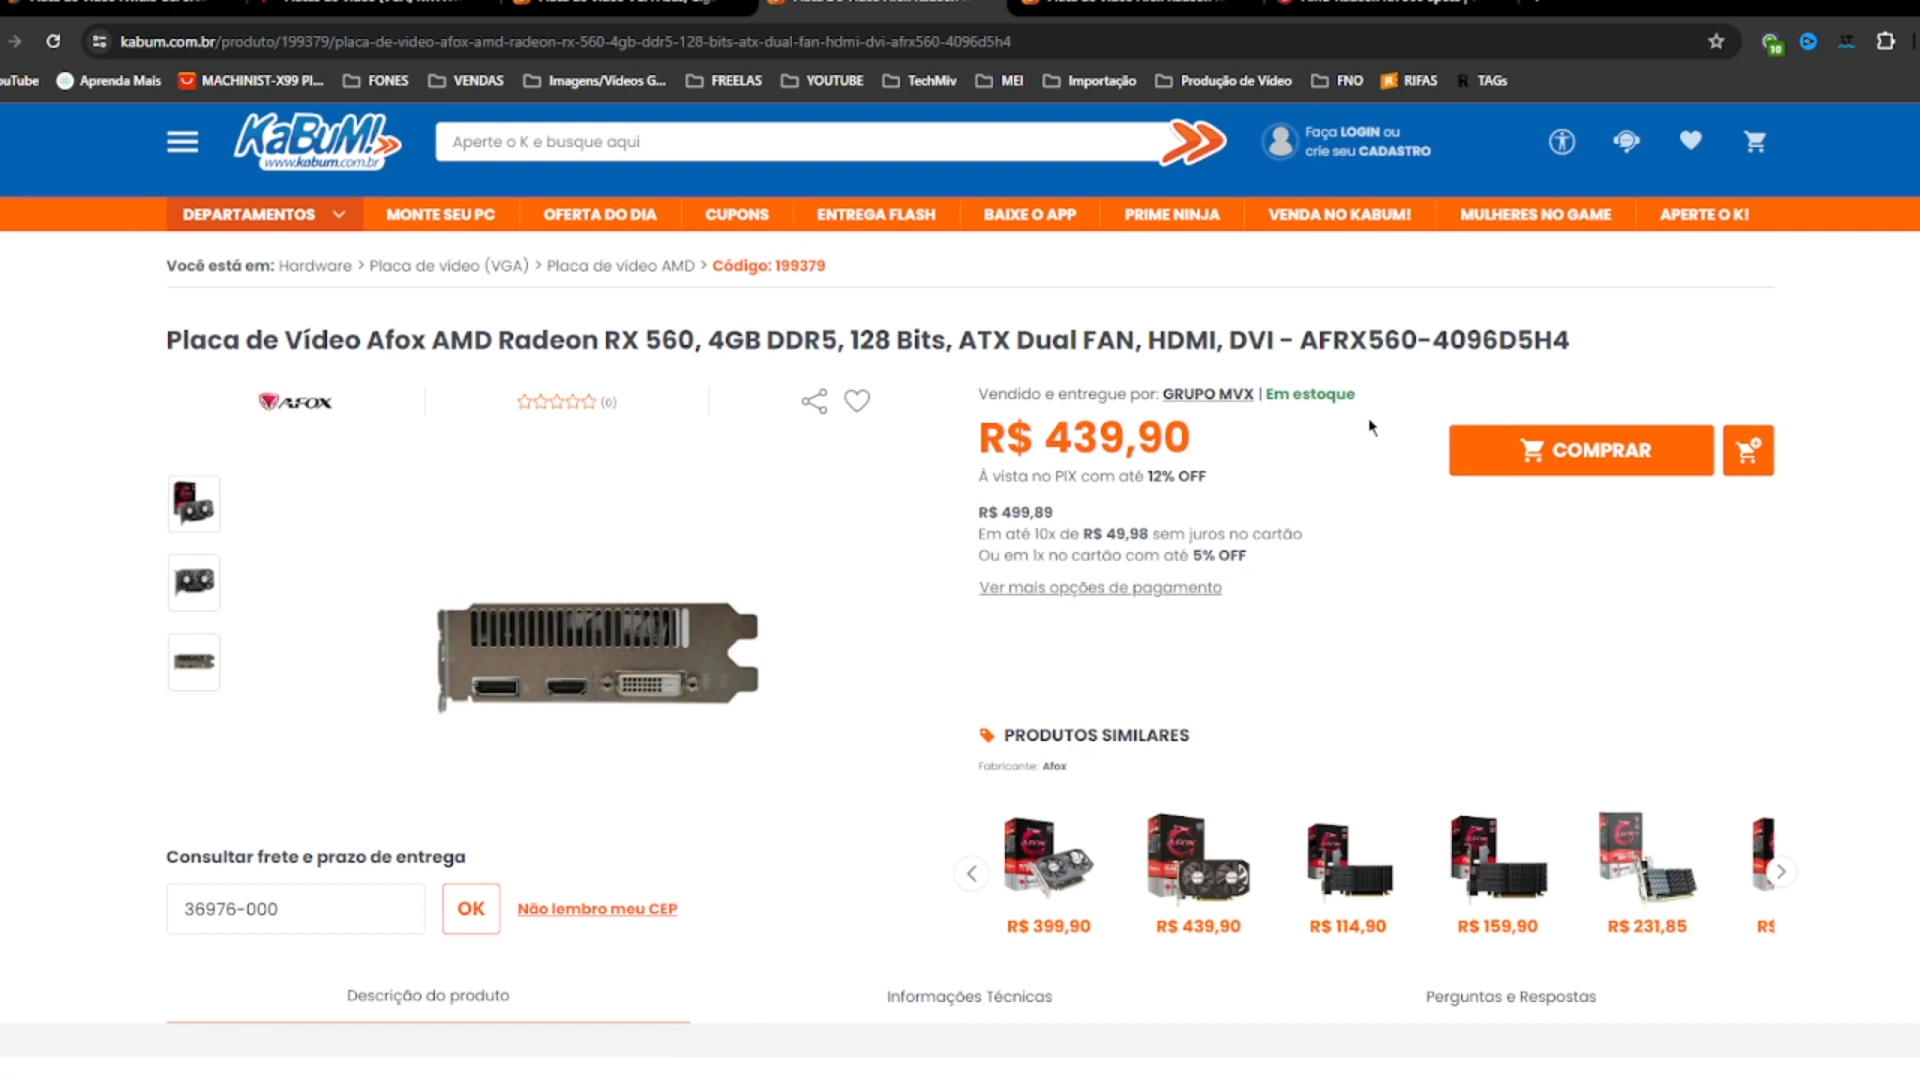 kabum.com.br/produto/199379/placa-de-video-afox-amd-radeon-rx-560-4gb-ddr5-128-bits-atx-dual-fan-hdmi-dvi-afrx560-4096d5h4
10
ouTube Aprenda Mais MACHINIST-X99 Pl... FONES VENDAS Imagens/Vídeos G... FREELAS YOUTUBE TechMiv MEI Importação Produção de Vídeo FNO RIFAS TAGs
KaBuM!
www.kabum.com.br
Aperte o K e busque aqui
Faça LOGIN ou
crie seu CADASTRO
DEPARTAMENTOS MONTE SEU PC OFERTA DO DIA CUPONS ENTREGA FLASH BAIXE O APP PRIME NINJA VENDA NO KABUM! MULHERES NO GAME APERTE O K!
Você está em: Hardware > Placa de vídeo (VGA) > Placa de vídeo AMD > Código: 199379
Placa de Vídeo Afox AMD Radeon RX 560, 4GB DDR5, 128 Bits, ATX Dual FAN, HDMI, DVI - AFRX560-4096D5H4
AFOX
(0)
Vendido e entregue por: GRUPO MVX | Em estoque
R$ 439,90
À vista no PIX com até 12% OFF
R$ 499,89
Em até 10x de R$ 49,98 sem juros no cartão
Ou em 1x no cartão com até 5% OFF
Ver mais opções de pagamento
COMPRAR
PRODUTOS SIMILARES
Fabricante: Afox
R$ 399,90 R$ 439,90 R$ 114,90 R$ 159,90 R$ 231,85 R$
Consultar frete e prazo de entrega
36976-000 OK Não lembro meu CEP
Descrição do produto Informações Técnicas Perguntas e Respostas